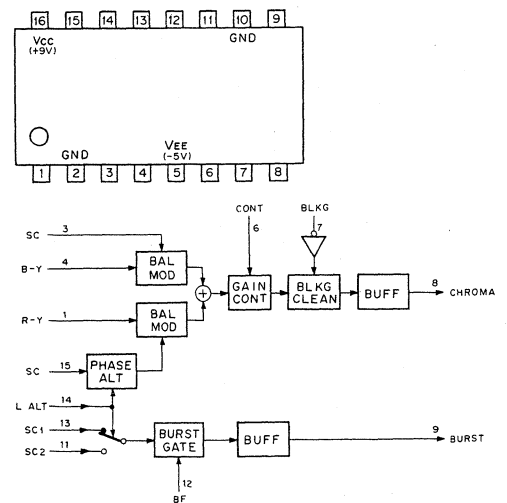 16 15 14 13 12 11 10 9
VCC
(+9V)
GND
GND
VEE
(-5V)
1 2 3 4 5 6 7 8
CONT
BLKG
6
7
SC 3
B-Y 4
BAL
MOD
+
GAIN
CONT
BLKG
CLEAN
BUFF
8 CHROMA
R-Y 1
BAL
MOD
SC 15
PHASE
ALT
L ALT 14
SC1 13
SC2 11
BURST
GATE
BUFF
9 BURST
12
BF